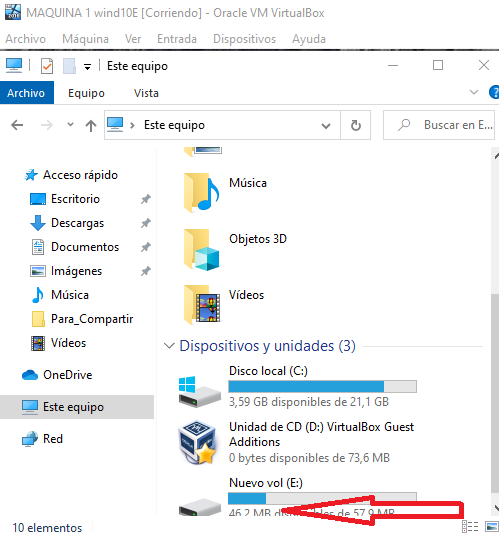 MAQUINA 1 wind10E [Corriendo] - Oracle VM VirtualBox
Archivo Máquina Ver Entrada Dispositivos Ayuda
Este equipo
Archivo Equipo Vista
Este equipo
Buscar en E...
Acceso rápido
Escritorio
Descargas
Documentos
Imágenes
Música
Para_Compartir
Vídeos
OneDrive
Este equipo
Red
Música
Objetos 3D
Vídeos
Dispositivos y unidades (3)
Disco local (C:)
3,59 GB disponibles de 21,1 GB
Unidad de CD (D:) VirtualBox Guest
Additions
0 bytes disponibles de 73,6 MB
Nuevo vol (E:)
46,2 MB disponibles de 57,9 MB
10 elementos